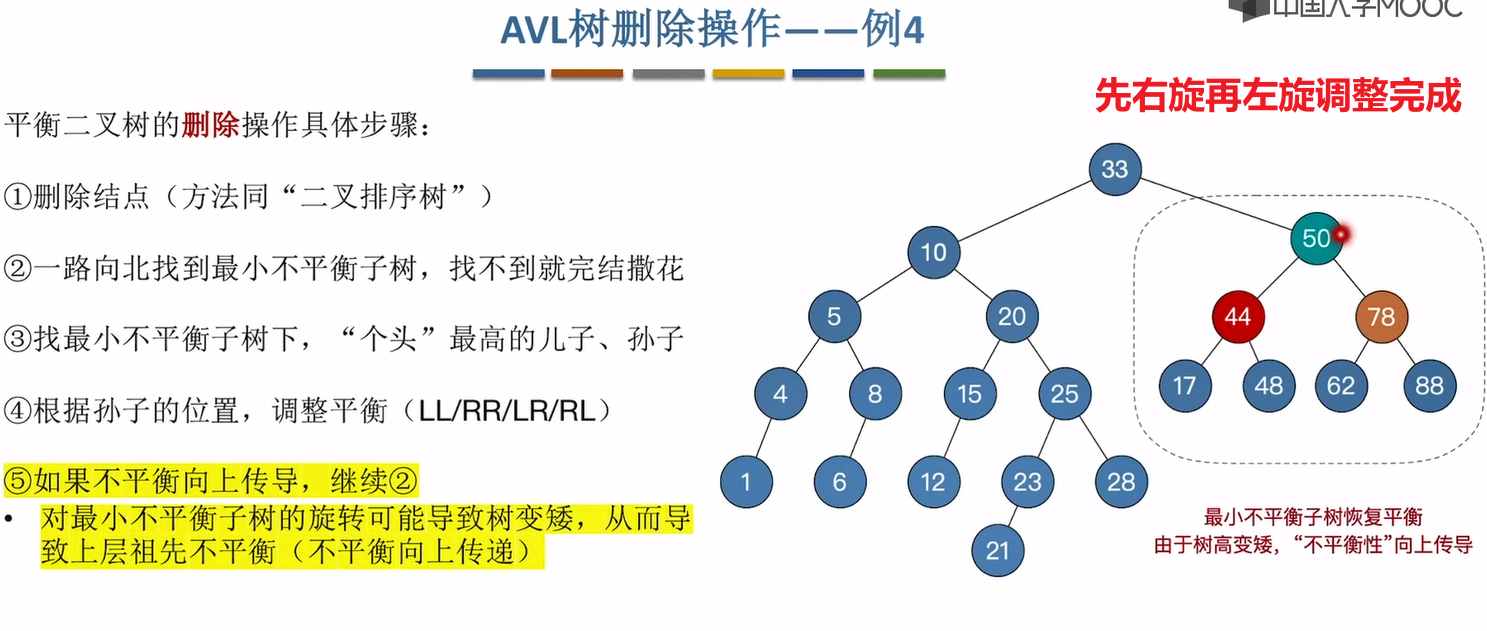 AVL树删除操作——例4
中国大学MOOC
先右旋再左旋调整完成
平衡二叉树的删除操作具体步骤：
①删除结点（方法同“二叉排序树”）
②一路向北找到最小不平衡子树，找不到就完结撒花
③找最小不平衡子树下，“个头”最高的儿子、孙子
④根据孙子的位置，调整平衡（LL/RR/LR/RL）
⑤如果不平衡向上传导，继续②
• 对最小不平衡子树的旋转可能导致树变矮，从而导
致上层祖先不平衡（不平衡向上传递）
33
10
50
5
20
44
78
4
8
15
25
17
48
62
88
1
6
12
23
28
21
最小不平衡子树恢复平衡
由于树高变矮，“不平衡性”向上传导